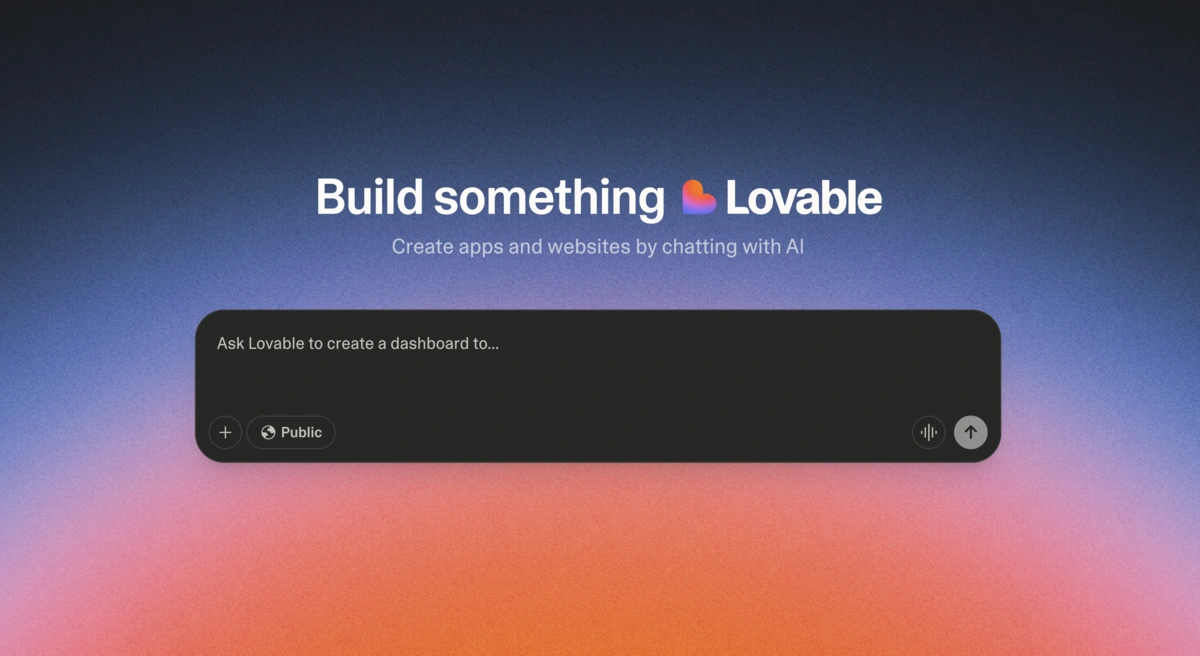 Build something Lovable
Create apps and websites by chatting with AI
Ask Lovable to create a dashboard to...
Public